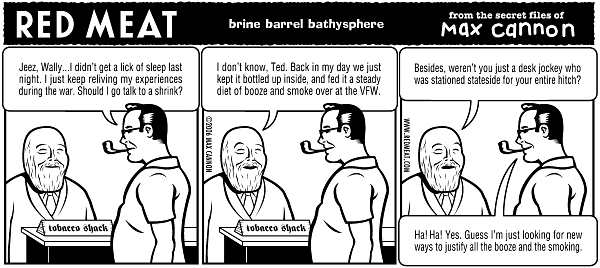 RED MEAT
brine barrel bathysphere
from the secret files of
max cannon
Jeez, Wally...I didn't get a lick of sleep last
night. I just keep reliving my experiences
during the war. Should I go talk to a shrink?
tobacco shack
I don't know, Ted. Back in my day we just
kept it bottled up inside, and fed it a steady
diet of booze and smoke over at the VFW.
©2006 MAX CANNON
tobacco shack
Besides, weren't you just a desk jockey who
was stationed stateside for your entire hitch?
WWW.REDMEAT.COM
Ha! Ha! Yes. Guess I'm just looking for new
ways to justify all the booze and the smoking.